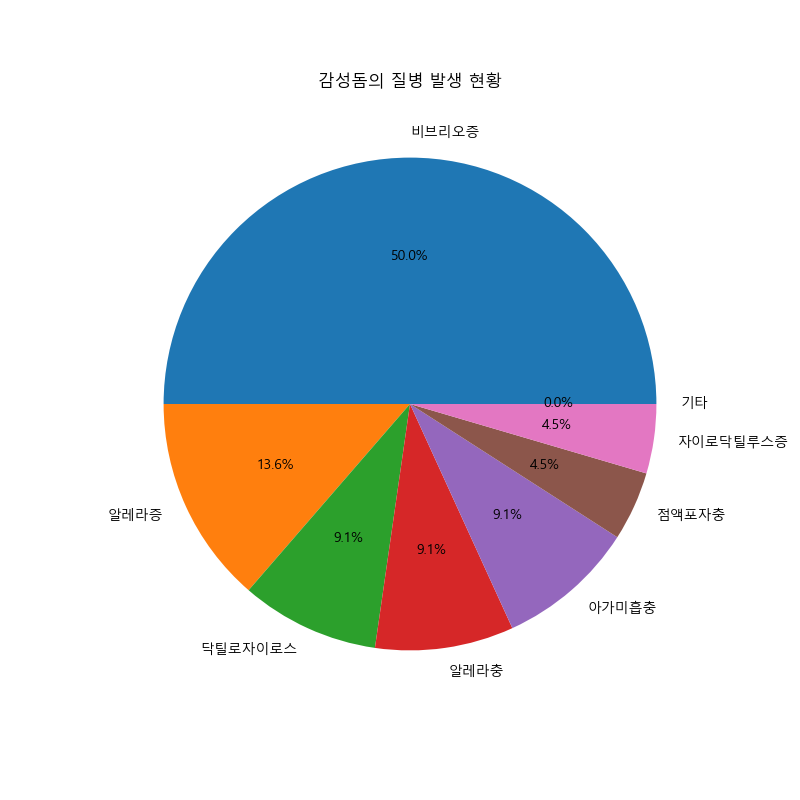 감성돔의 질병 발생 현황
비브리오증
50.0%
기타
0.0%
4.5%
자이로닥틸루스증
13.6%
4.5%
알레라증
점액포자충
9.1%
9.1%
9.1%
아가미흡충
닥틸로자이로스
알레라충